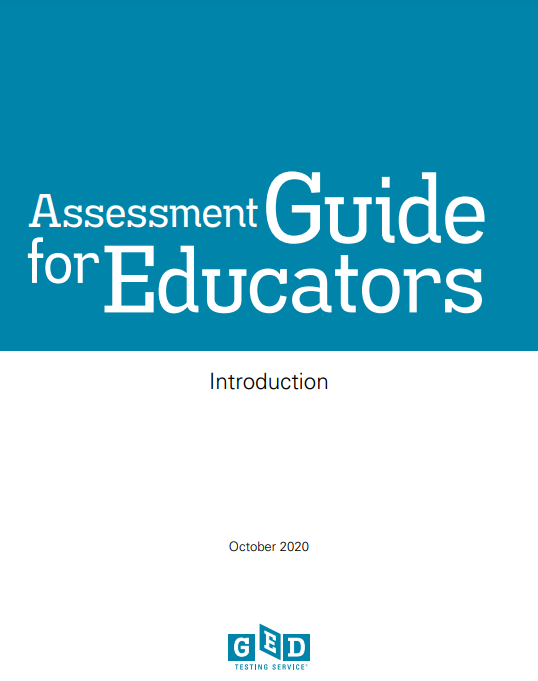 Assessment Guide
for Educators
Introduction
October 2020
GED
TESTING SERVICE®